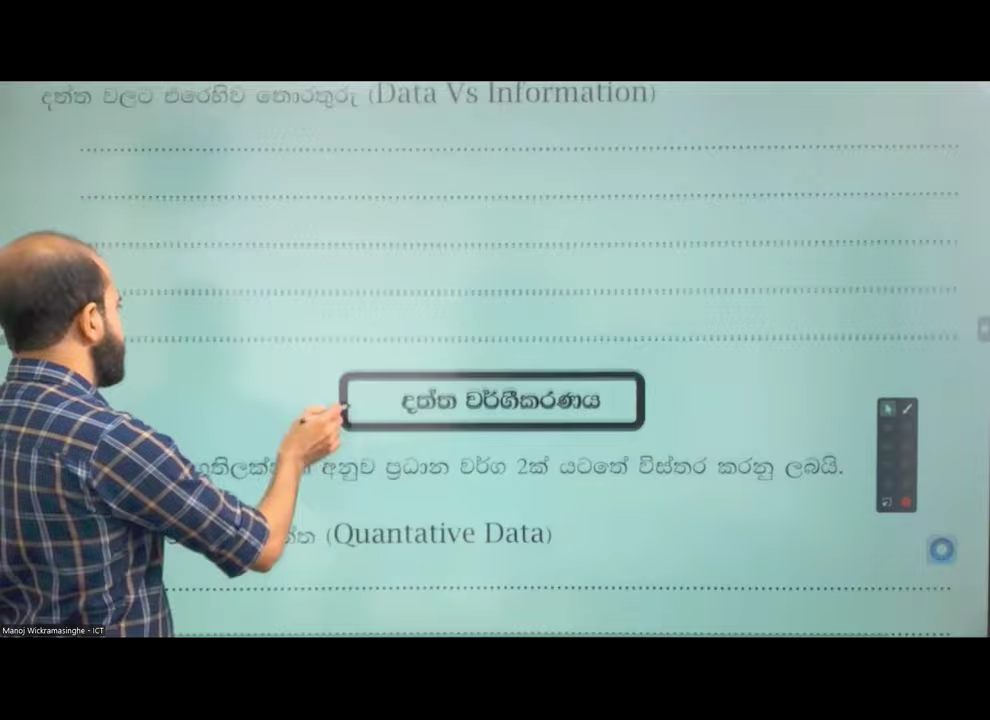 දත්ත වලට එරෙහිව තොරතුරු (Data Vs Information)
දත්ත වර්ගීකරණය
අනුව ප්‍රධාන වර්ග 2ක් යටතේ විස්තර කරනු ලබයි.
(Quantative Data)
Manoj Wickramasinghe - ICT